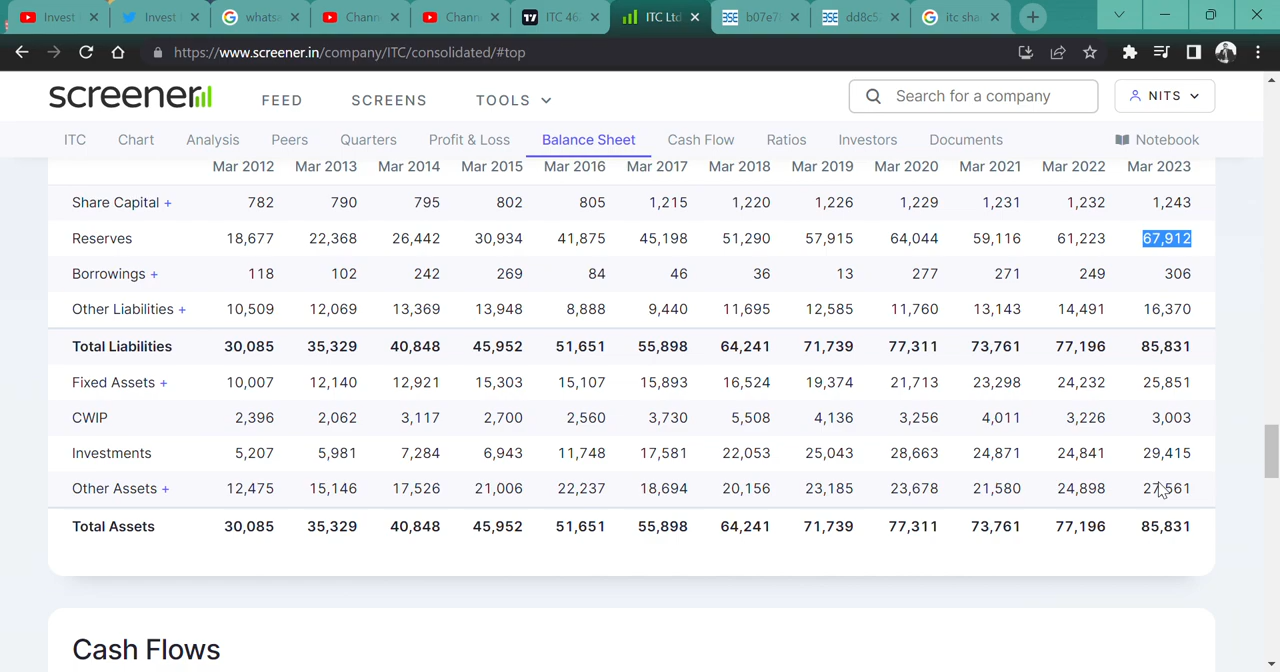 Invest
Invest
whats
Chann
Chann
ITC 46
ITC Ltd
b07e7
dd8c5
itc sha
https://www.screener.in/company/ITC/consolidated/#top
screener
FEED SCREENS TOOLS
Search for a company
NITS
ITC Chart Analysis Peers Quarters Profit & Loss Balance Sheet Cash Flow Ratios Investors Documents Notebook
Mar 2012 Mar 2013 Mar 2014 Mar 2015 Mar 2016 Mar 2017 Mar 2018 Mar 2019 Mar 2020 Mar 2021 Mar 2022 Mar 2023
Share Capital + 782 790 795 802 805 1,215 1,220 1,226 1,229 1,231 1,232 1,243
Reserves 18,677 22,368 26,442 30,934 41,875 45,198 51,290 57,915 64,044 59,116 61,223 67,912
Borrowings + 118 102 242 269 84 46 36 13 277 271 249 306
Other Liabilities + 10,509 12,069 13,369 13,948 8,888 9,440 11,695 12,585 11,760 13,143 14,491 16,370
Total Liabilities 30,085 35,329 40,848 45,952 51,651 55,898 64,241 71,739 77,311 73,761 77,196 85,831
Fixed Assets + 10,007 12,140 12,921 15,303 15,107 15,893 16,524 19,374 21,713 23,298 24,232 25,851
CWIP 2,396 2,062 3,117 2,700 2,560 3,730 5,508 4,136 3,256 4,011 3,226 3,003
Investments 5,207 5,981 7,284 6,943 11,748 17,581 22,053 25,043 28,663 24,871 24,841 29,415
Other Assets + 12,475 15,146 17,526 21,006 22,237 18,694 20,156 23,185 23,678 21,580 24,898 27,561
Total Assets 30,085 35,329 40,848 45,952 51,651 55,898 64,241 71,739 77,311 73,761 77,196 85,831
Cash Flows